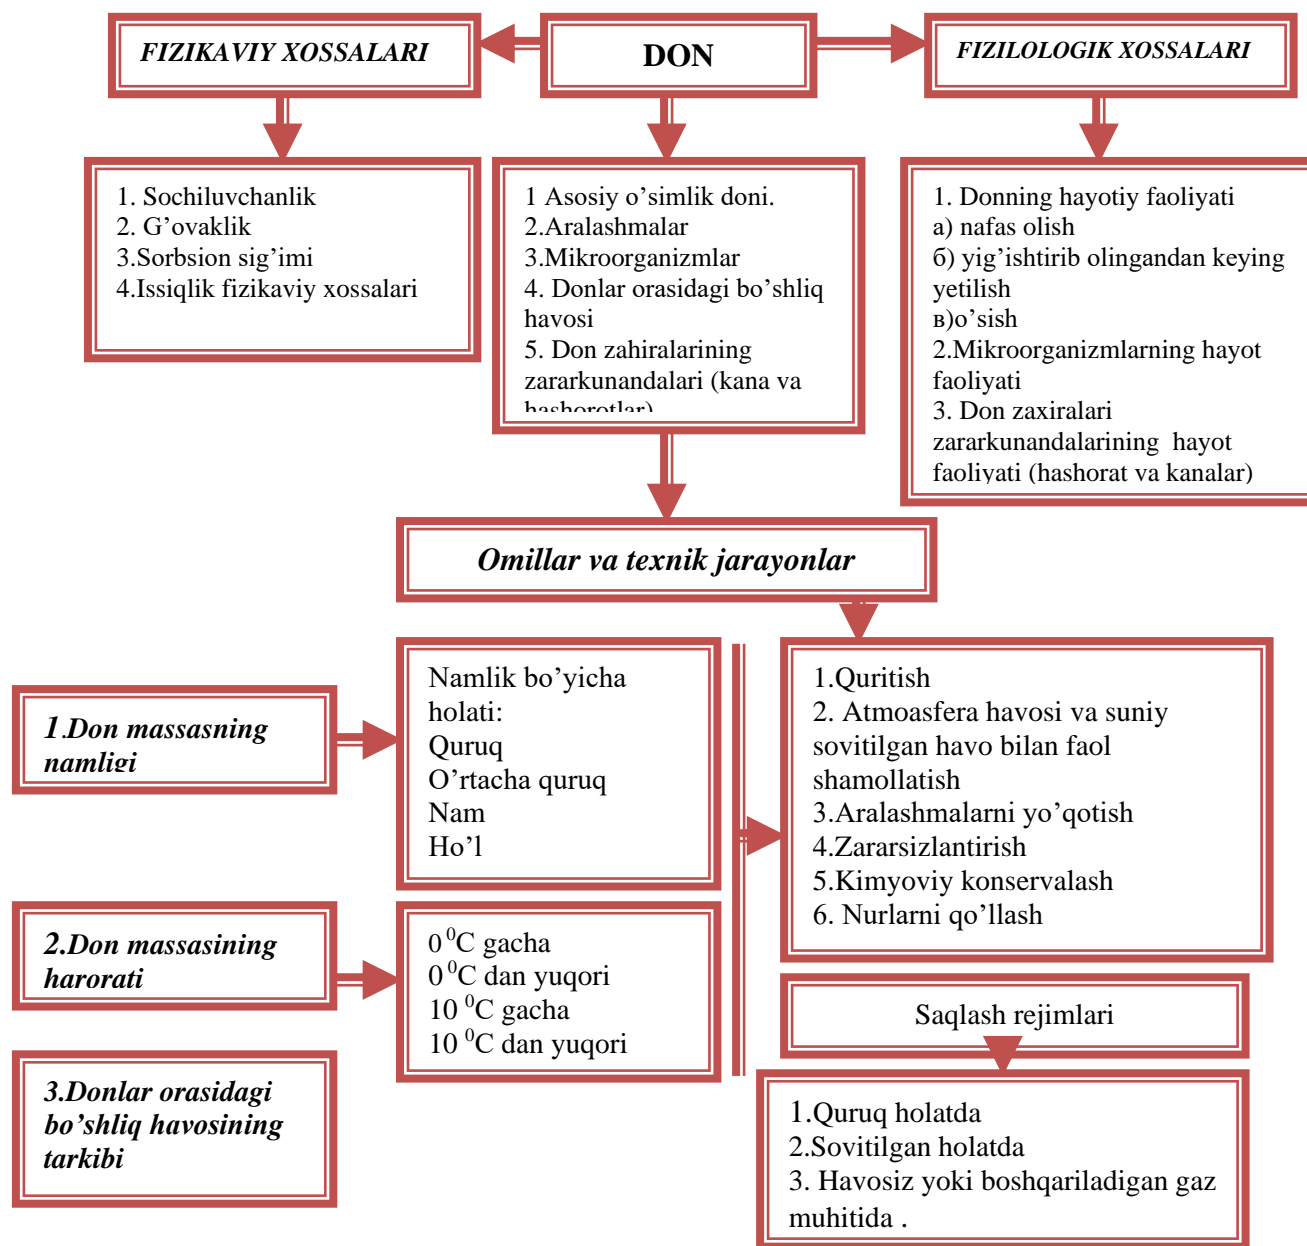 FIZIKAVIY XOSSALARI
DON
FIZILOLOGIK XOSSALARI
1. Sochiluvchanlik
2. G’ovaklik
3.Sorbsion sig’imi
4.Issiqlik fizikaviy xossalari
1 Asosiy o’simlik doni.
2.Aralashmalar
3.Mikroorganizmlar
4. Donlar orasidagi bo’shliq
havosi
5. Don zahiralarining
zararkunandalari (kana va
hashorotlar)
1. Donning hayotiy faoliyati
a) nafas olish
б) yig’ishtirib olingandan keying
yetilish
в)o’sish
2.Mikroorganizmlarning hayot
faoliyati
3. Don zaxiralari
zararkunandalarining hayot
faoliyati (hashorat va kanalar)
Omillar va texnik jarayonlar
1.Don massasning
namligi
Namlik bo’yicha
holati:
Quruq
O’rtacha quruq
Nam
Ho’l
1.Quritish
2. Atmoasfera havosi va suniy
sovitilgan havo bilan faol
shamollatish
3.Aralashmalarni yo’qotish
4.Zararsizlantirish
5.Kimyoviy konservalash
6. Nurlarni qo’llash
2.Don massasining
harorati
0 ⁰C gacha
0 ⁰C dan yuqori
10 ⁰C gacha
10 ⁰C dan yuqori
Saqlash rejimlari
3.Donlar orasidagi
bo’shliq havosining
tarkibi
1.Quruq holatda
2.Sovitilgan holatda
3. Havosiz yoki boshqariladigan gaz
muhitida .